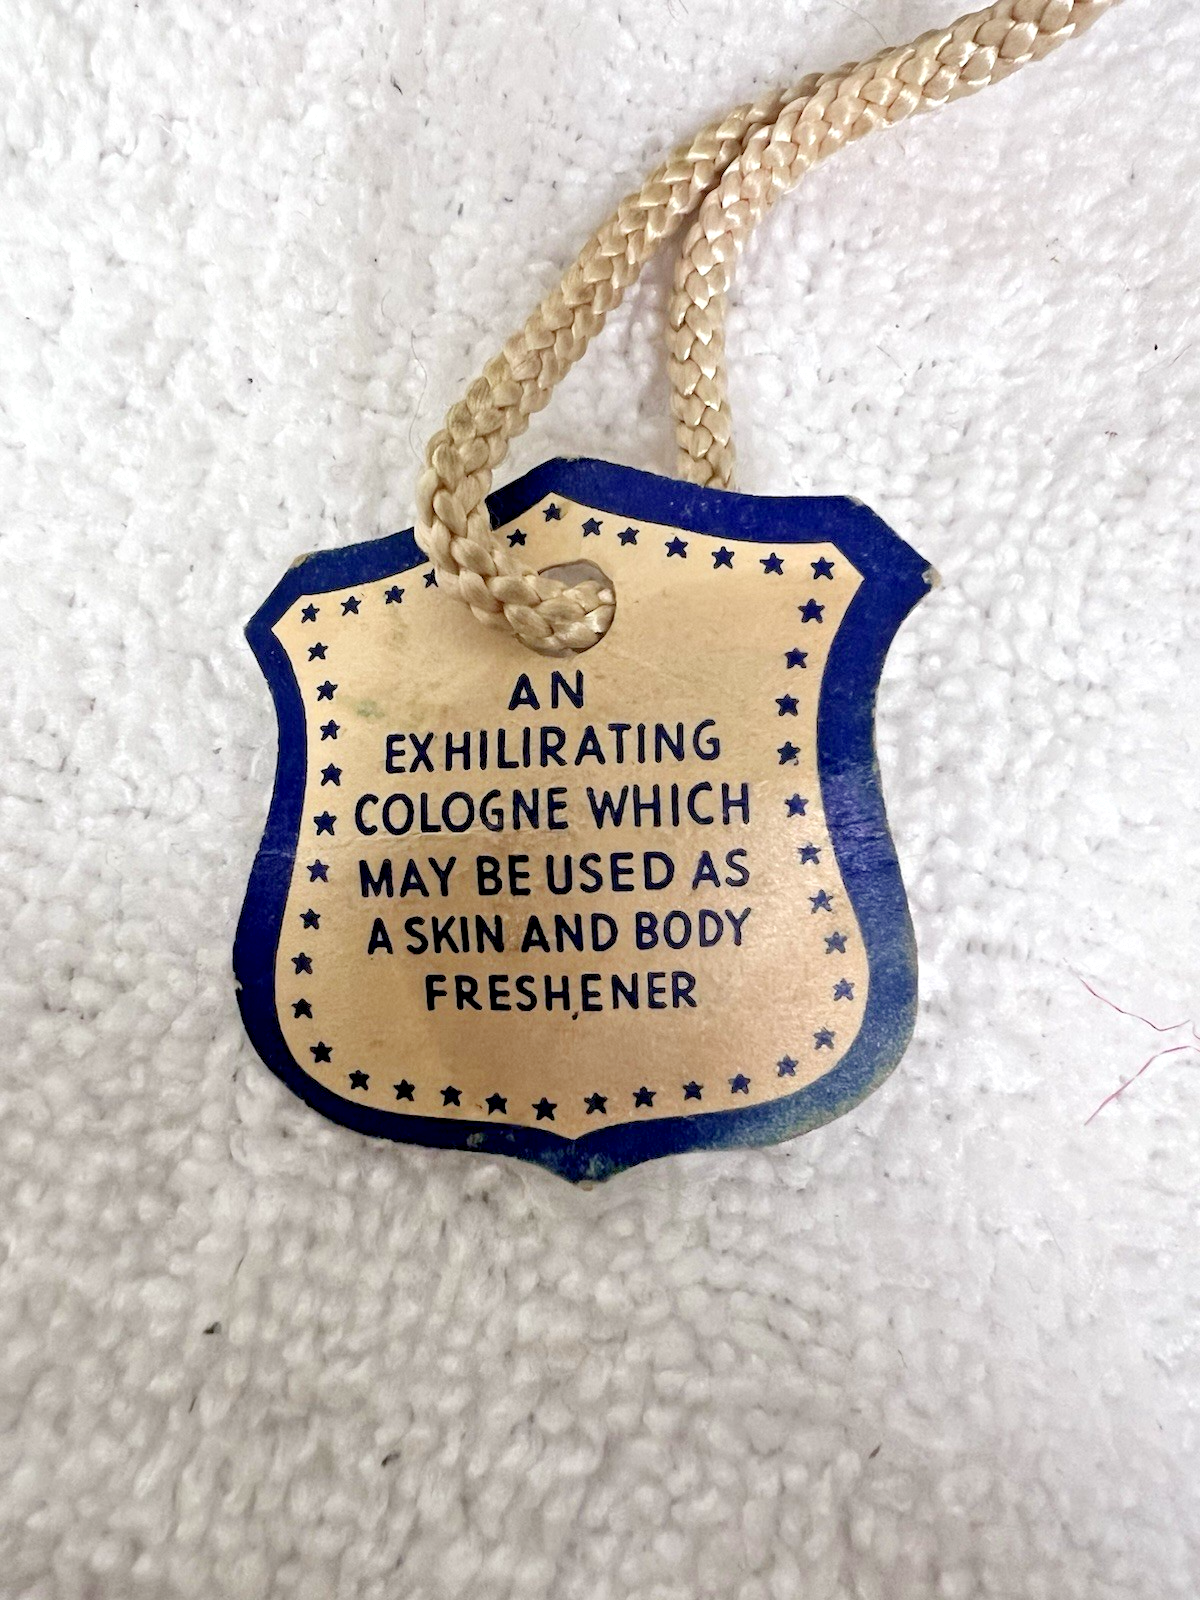 AN
EXHILIRATING
COLOGNE WHICH
MAY BE USED AS
A SKIN AND BODY
FRESHENER